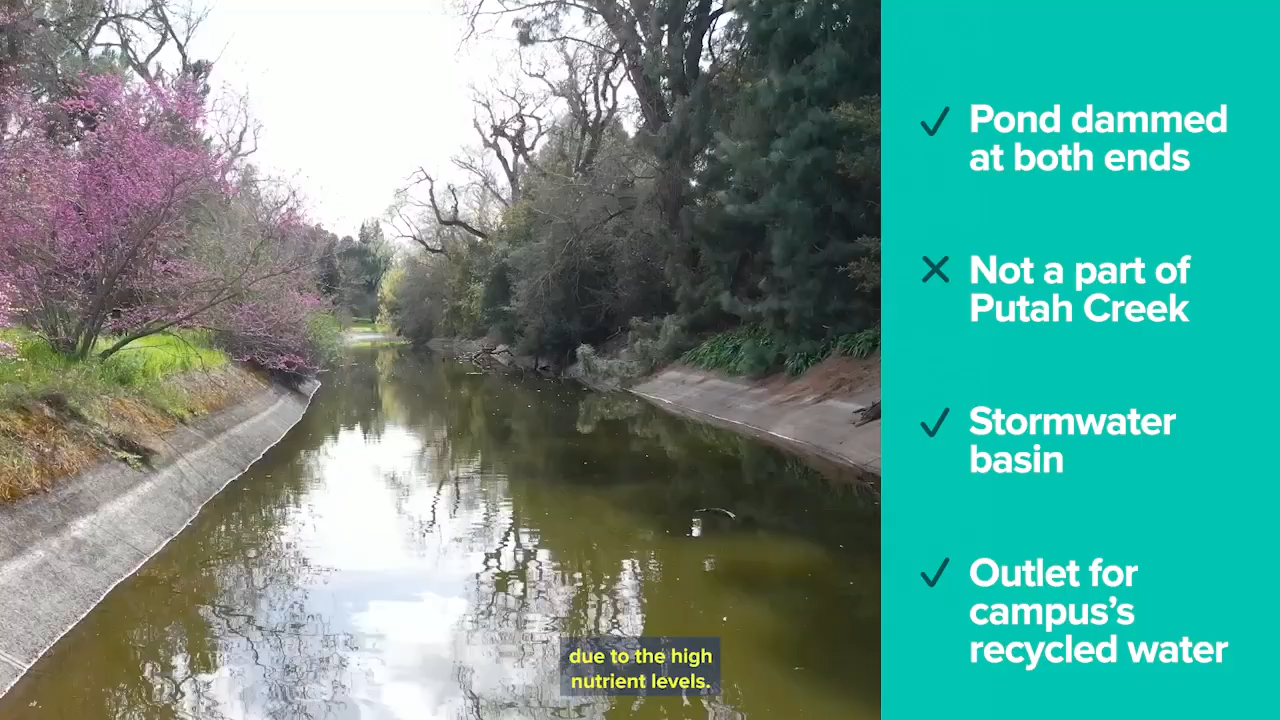 Pond dammed
at both ends
Not a part of
Putah Creek
Stormwater
basin
Outlet for
campus’s
recycled water
due to the high
nutrient levels.